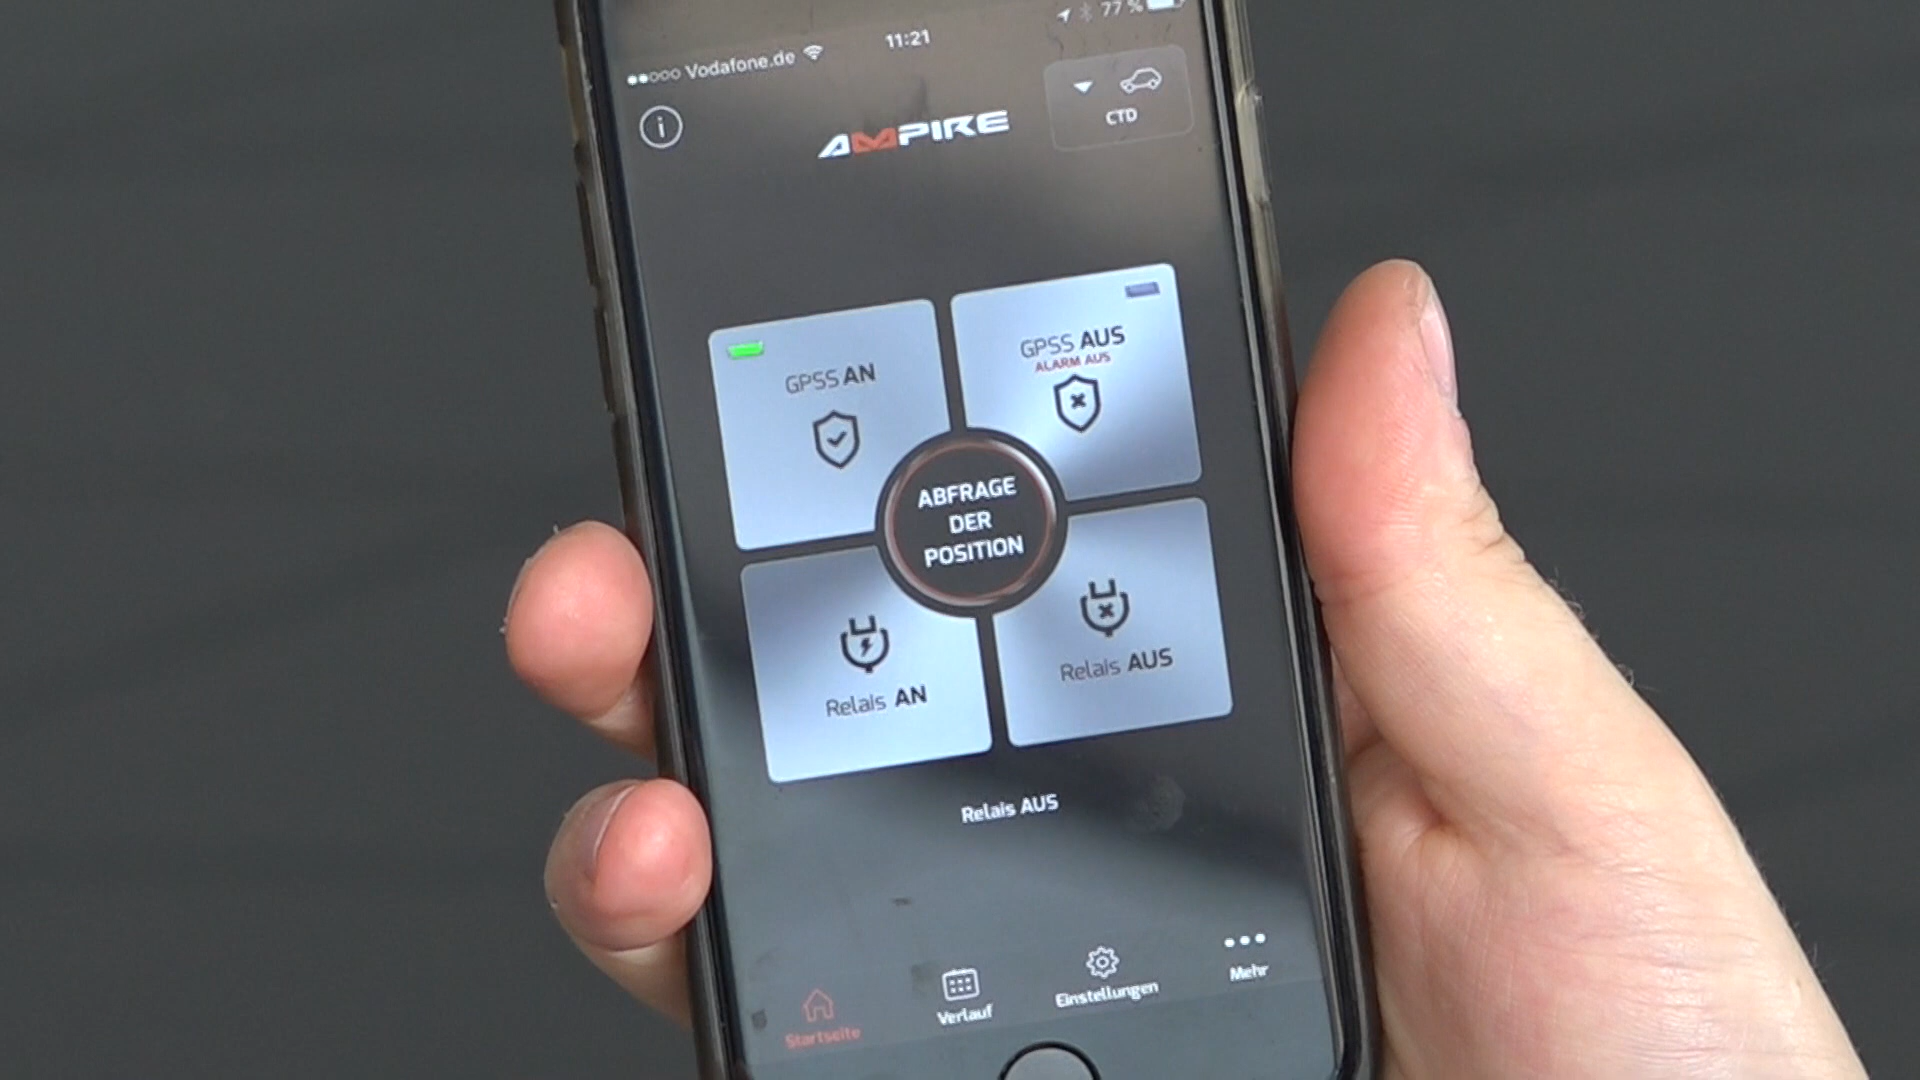 Vodafone.de
11:21
77 %
AMPIRE
CTD
GPSS AN
GPSS AUS
ALARM AUS
ABFRAGE
DER
POSITION
Relais AN
Relais AUS
Relais AUS
Startseite
Verlauf
Einstellungen
Mehr